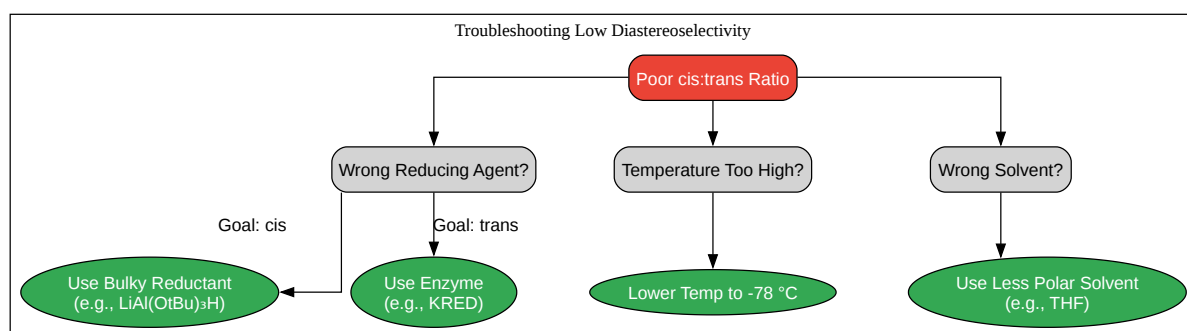 Troubleshooting Low Diastereoselectivity
Poor cis:trans Ratio
Wrong Reducing Agent?
Temperature Too High?
Wrong Solvent?
Goal: cis
Goal: trans
Use Bulky Reductant
(e.g., LiAl(OtBu)₃H)
Use Enzyme
(e.g., KRED)
Lower Temp to -78 °C
Use Less Polar Solvent
(e.g., THF)